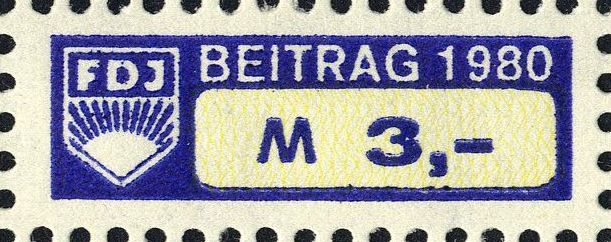 FDJ
BEITRAG 1980
M 3,-